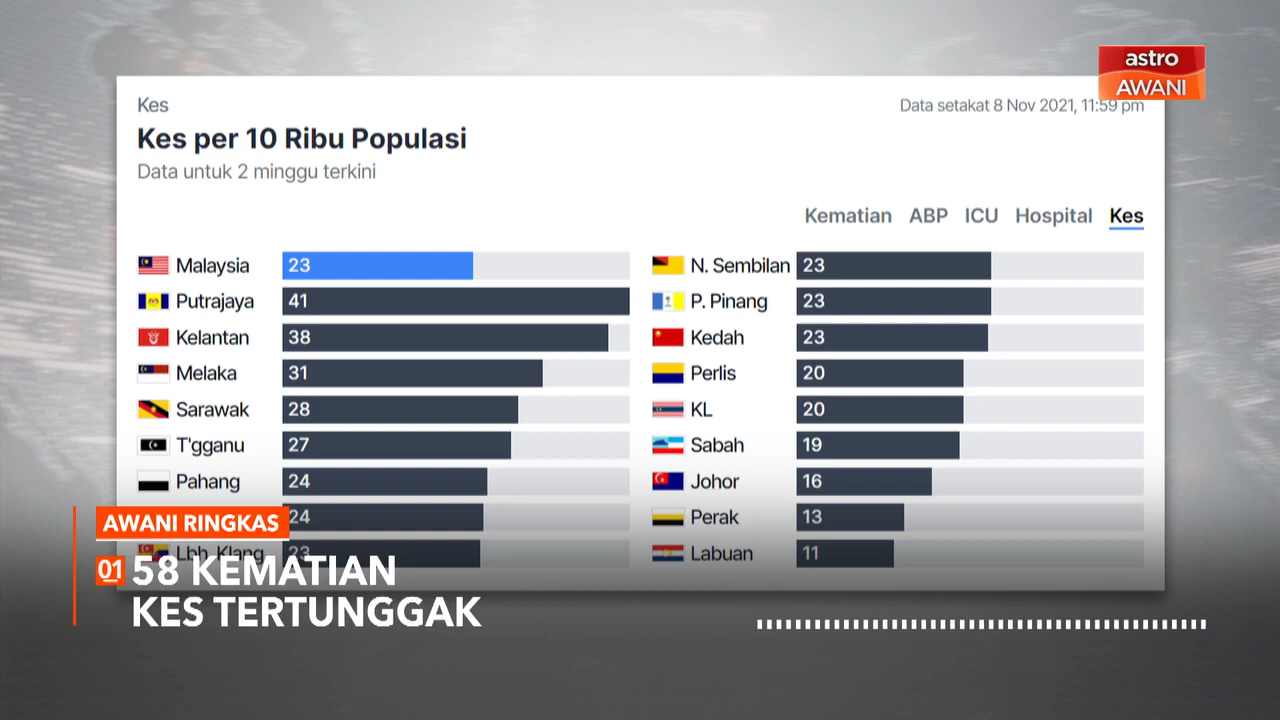 astro
AWANI
Kes
Data setakat 8 Nov 2021, 11:59 pm
Kes per 10 Ribu Populasi
Data untuk 2 minggu terkini
Kematian ABP ICU Hospital Kes
Malaysia 23
Putrajaya 41
Kelantan 38
Melaka 31
Sarawak 28
T'gganu 27
Pahang 24
24
Lbh. Klang 23
N. Sembilan 23
P. Pinang 23
Kedah 23
Perlis 20
KL 20
Sabah 19
Johor 16
Perak 13
Labuan 11
AWANI RINGKAS
01 58 KEMATIAN
KES TERTUNGGAK